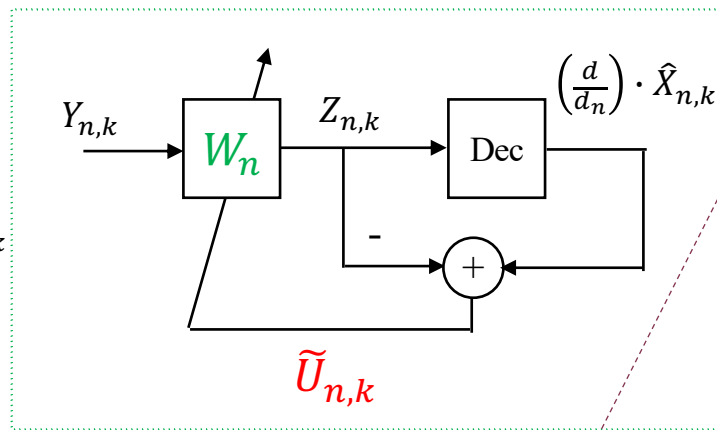 (d/d_n) · X̂_{n,k}
Y_{n,k}
Z_{n,k}
W_n
Dec
-
+
Ũ_{n,k}